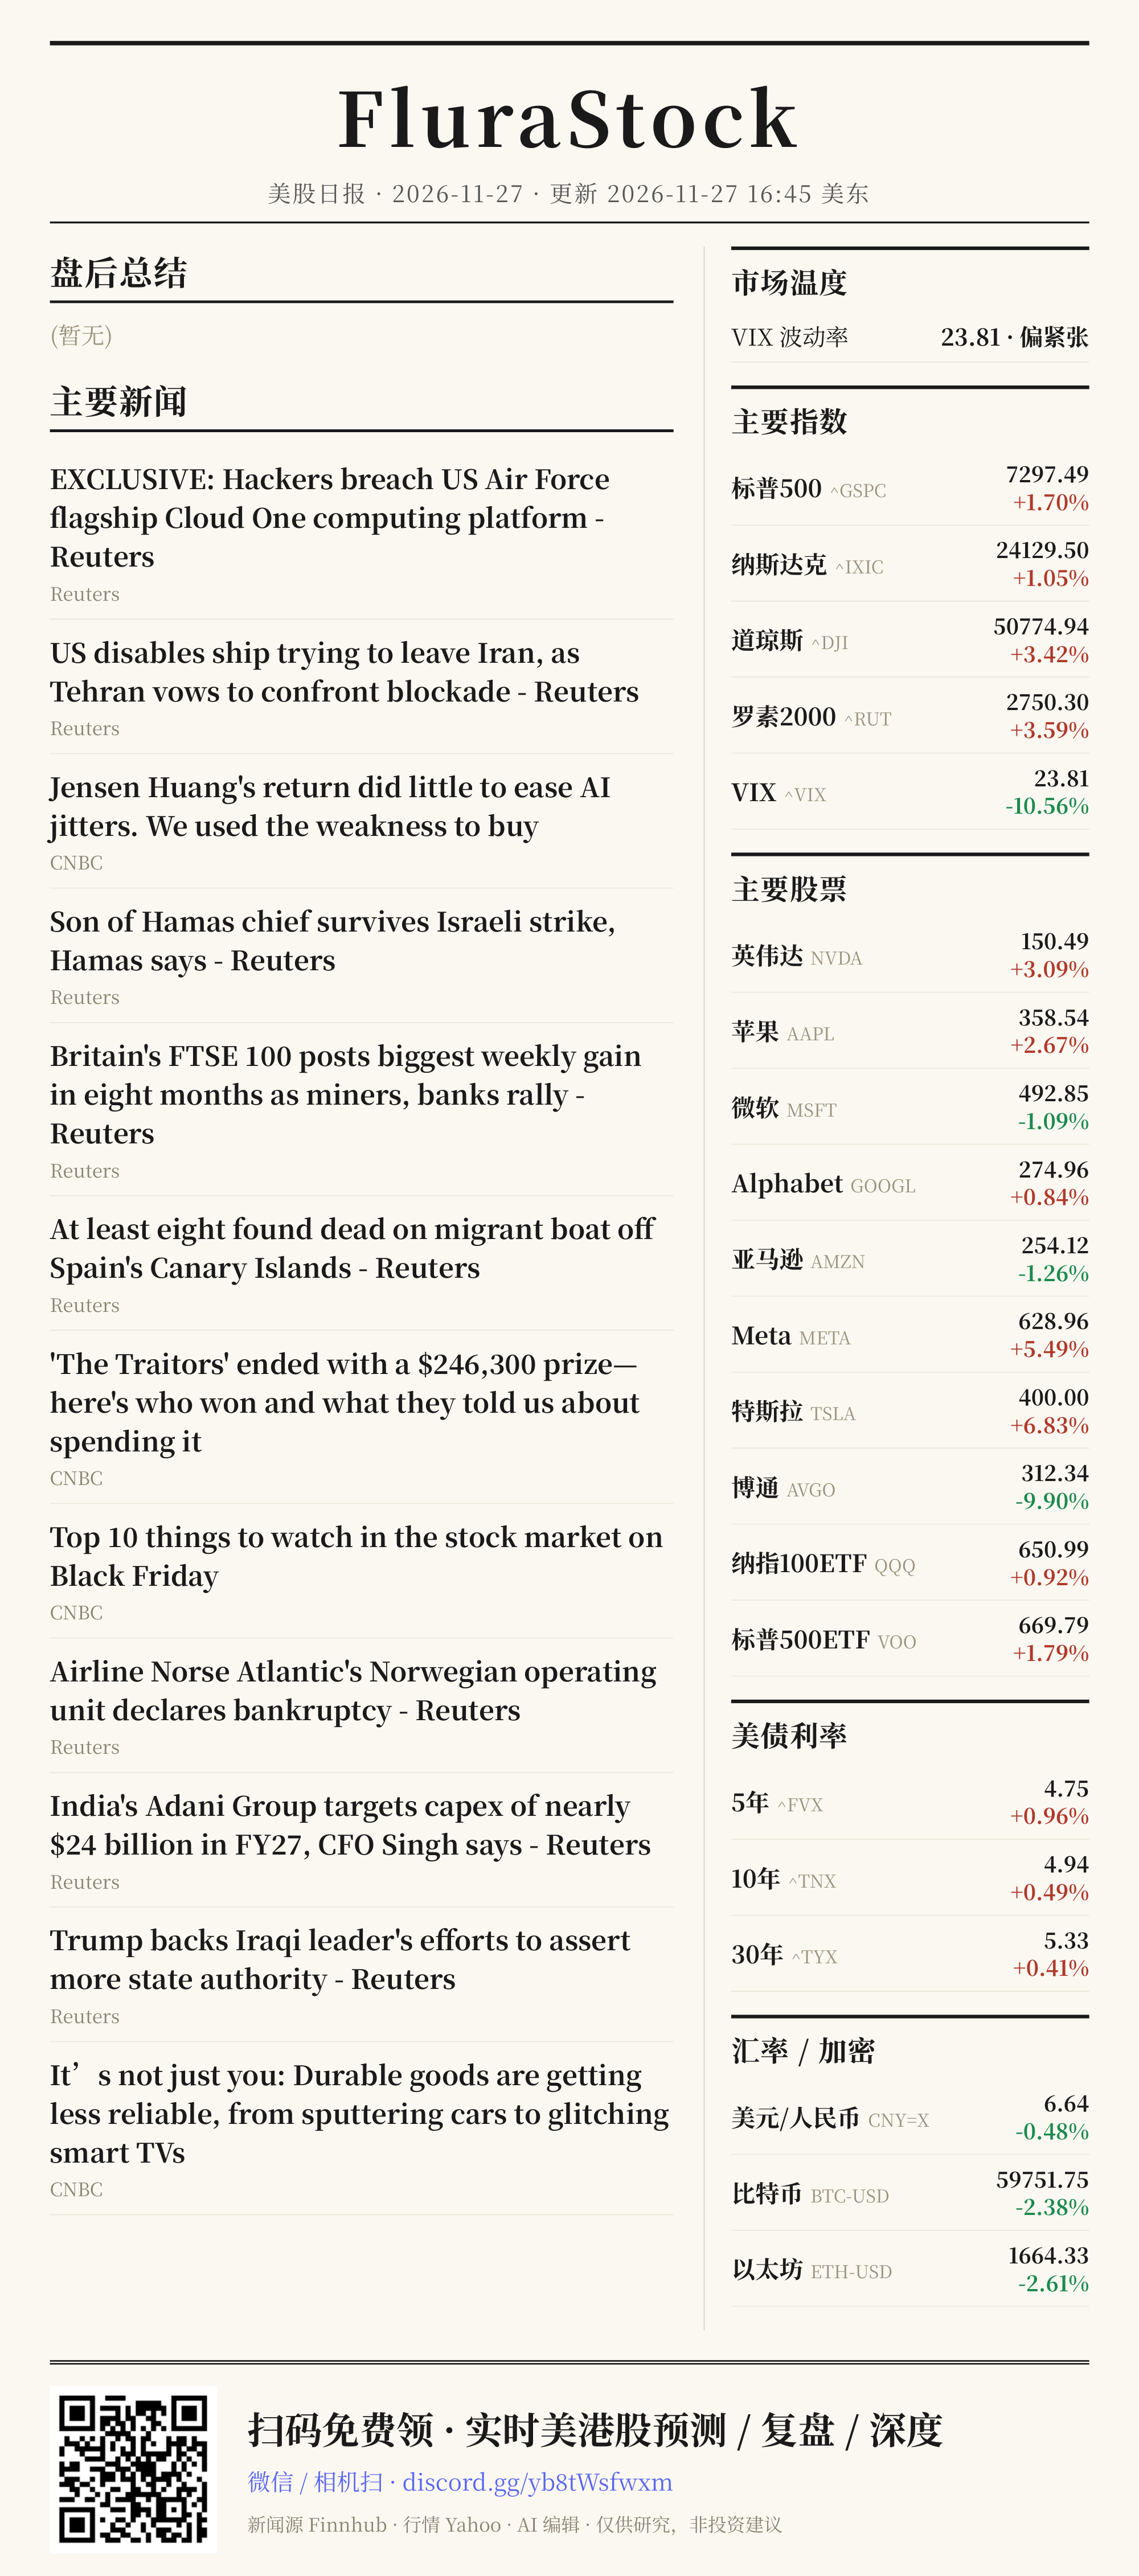 FluraStock
美股日报 · 2026-11-27 · 更新 2026-11-27 16:45 美东
盘后总结
(暂无)
主要新闻
EXCLUSIVE: Hackers breach US Air Force
flagship Cloud One computing platform -
Reuters
Reuters
US disables ship trying to leave Iran, as
Tehran vows to confront blockade - Reuters
Reuters
Jensen Huang's return did little to ease AI
jitters. We used the weakness to buy
CNBC
Son of Hamas chief survives Israeli strike,
Hamas says - Reuters
Reuters
Britain's FTSE 100 posts biggest weekly gain
in eight months as miners, banks rally -
Reuters
Reuters
At least eight found dead on migrant boat off
Spain's Canary Islands - Reuters
Reuters
'The Traitors' ended with a $246,300 prize—
here's who won and what they told us about
spending it
CNBC
Top 10 things to watch in the stock market on
Black Friday
CNBC
Airline Norse Atlantic's Norwegian operating
unit declares bankruptcy - Reuters
Reuters
India's Adani Group targets capex of nearly
$24 billion in FY27, CFO Singh says - Reuters
Reuters
Trump backs Iraqi leader's efforts to assert
more state authority - Reuters
Reuters
It’s not just you: Durable goods are getting
less reliable, from sputtering cars to glitching
smart TVs
CNBC
市场温度
VIX 波动率 23.81 · 偏紧张
主要指数
标普500 ^GSPC 7297.49
+1.70%
纳斯达克 ^IXIC 24129.50
+1.05%
道琼斯 ^DJI 50774.94
+3.42%
罗素2000 ^RUT 2750.30
+3.59%
VIX ^VIX 23.81
-10.56%
主要股票
英伟达 NVDA 150.49
+3.09%
苹果 AAPL 358.54
+2.67%
微软 MSFT 492.85
-1.09%
Alphabet GOOGL 274.96
+0.84%
亚马逊 AMZN 254.12
-1.26%
Meta META 628.96
+5.49%
特斯拉 TSLA 400.00
+6.83%
博通 AVGO 312.34
-9.90%
纳指100ETF QQQ 650.99
+0.92%
标普500ETF VOO 669.79
+1.79%
美债利率
5年 ^FVX 4.75
+0.96%
10年 ^TNX 4.94
+0.49%
30年 ^TYX 5.33
+0.41%
汇率 / 加密
美元/人民币 CNY=X 6.64
-0.48%
比特币 BTC-USD 59751.75
-2.38%
以太坊 ETH-USD 1664.33
-2.61%
扫码免费领 · 实时美港股预测 / 复盘 / 深度
微信 / 相机扫 · discord.gg/yb8tWsfwxm
新闻源 Finnhub · 行情 Yahoo · AI 编辑 · 仅供研究，非投资建议